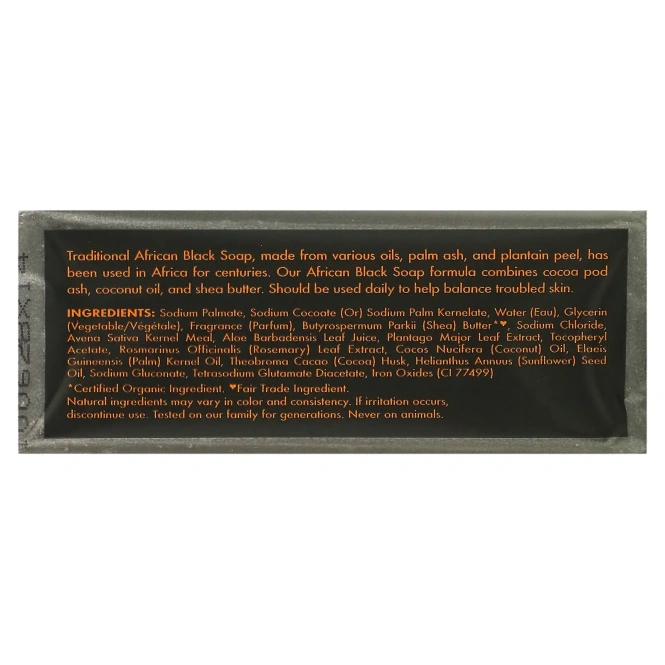 Traditional African Black Soap, made from various oils, palm ash, and plantain peel, has
been used in Africa for centuries. Our African Black Soap formula combines cocoa pod
ash, coconut oil, and shea butter. Should be used daily to help balance troubled skin.
INGREDIENTS: Sodium Palmate, Sodium Cocoate (Or) Sodium Palm Kernelate, Water (Eau), Glycerin
(Vegetable/Végétale), Fragrance (Parfum), Butyrospermum Parkii (Shea) Butter*♥, Sodium Chloride,
Avena Sativa Kernel Meal, Aloe Barbadensis Leaf Juice, Plantago Major Leaf Extract, Tocopheryl
Acetate, Rosmarinus Officinalis (Rosemary) Leaf Extract, Cocos Nucifera (Coconut) Oil, Elaeis
Guineensis (Palm) Kernel Oil, Theobroma Cacao (Cocoa) Husk, Helianthus Annuus (Sunflower) Seed
Oil, Sodium Gluconate, Tetrasodium Glutamate Diacetate, Iron Oxides (CI 77499)
*Certified Organic Ingredient. ♥Fair Trade Ingredient.
Natural ingredients may vary in color and consistency. If irritation occurs,
discontinue use. Tested on our family for generations. Never on animals.